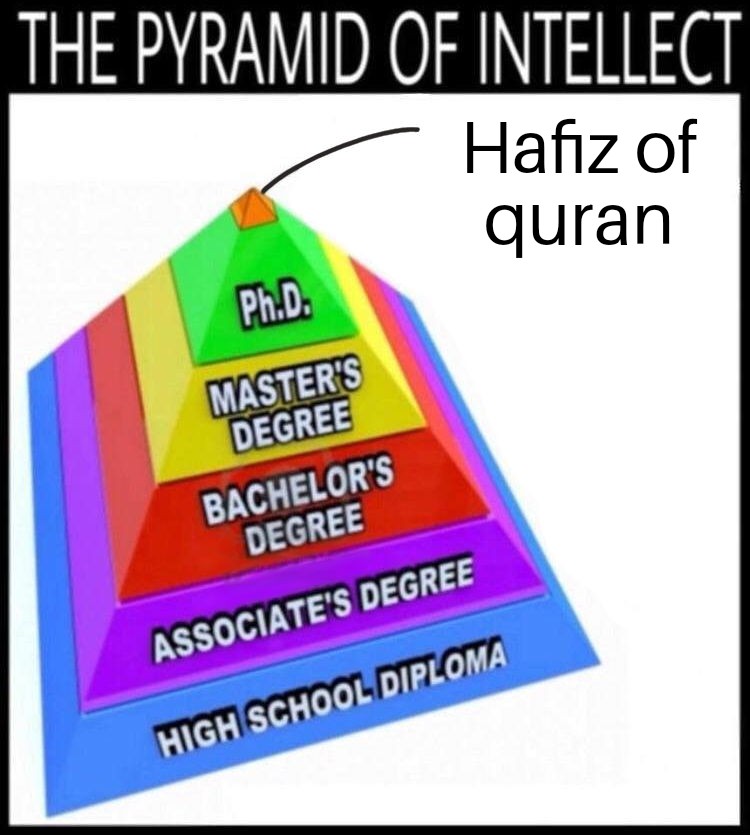 THE PYRAMID OF INTELLECT
Hafiz of
quran
Ph.D.
MASTER'S
DEGREE
BACHELOR'S
DEGREE
ASSOCIATE'S DEGREE
HIGH SCHOOL DIPLOMA